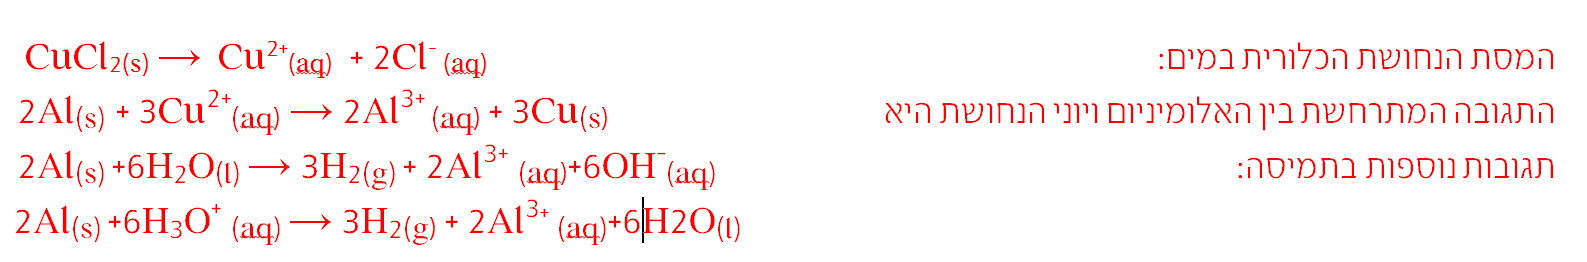 המסת הנחושת הכלורית במים: CuCl₂(s) → Cu²⁺(aq) + 2Cl⁻ (aq)
התגובה המתרחשת בין האלומיניום ויוני הנחושת היא 2Al(s) + 3Cu²⁺(aq) → 2Al³⁺ (aq) + 3Cu(s)
תגובות נוספות בתמיסה: 2Al(s) +6H₂O(l) → 3H₂(g) + 2Al³⁺ (aq)+6OH⁻(aq)
2Al(s) +6H₃O⁺ (aq) → 3H₂(g) + 2Al³⁺ (aq)+6H2O(l)